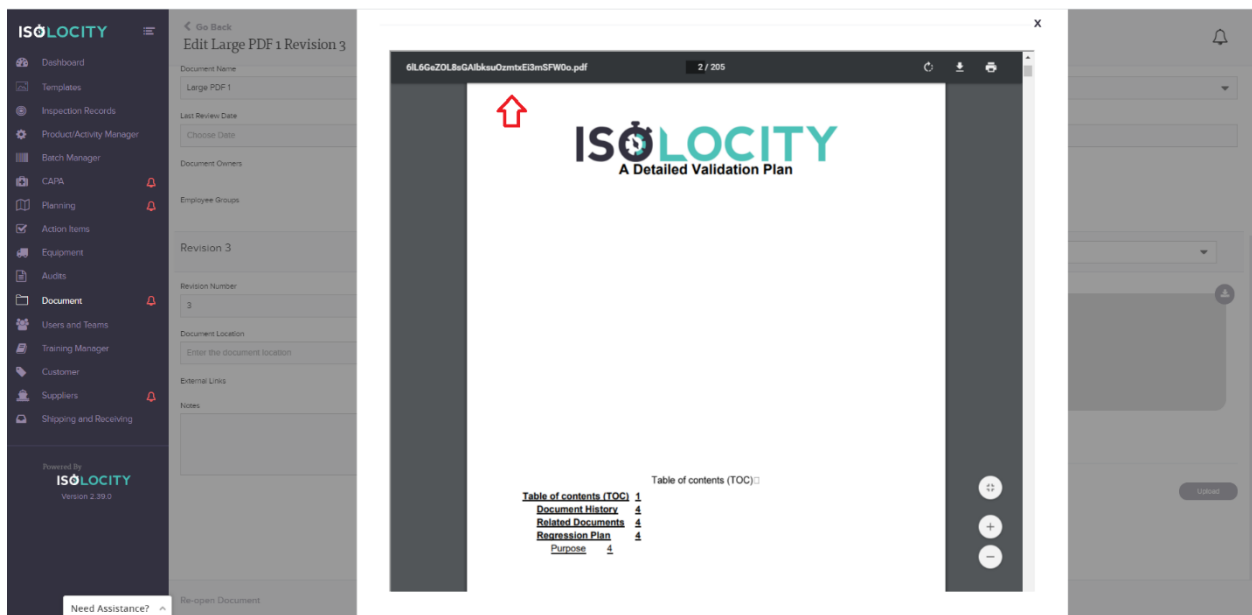 ISOLOCITY
Dashboard
Templates
Inspection Records
Product/Activity Manager
Batch Manager
CAPA
Planning
Action Items
Equipment
Audits
Document
Users and Teams
Training Manager
Customer
Suppliers
Shipping and Receiving
Powered By
ISOLOCITY
Version 2.39.0
Need Assistance?
Go Back
Edit Large PDF 1 Revision 3
Document Name
Large PDF 1
Last Review Date
Choose Date
Document Owners
Employee Groups
Revision 3
Revision Number
3
Document Location
Enter the document location
External Links
Notes
Re-open Document
X
2 / 205
ISOLOCITY
A Detailed Validation Plan
Table of contents (TOC)
Table of contents (TOC) 1
Document History 4
Related Documents 4
Regression Plan 4
Purpose 4
Upload